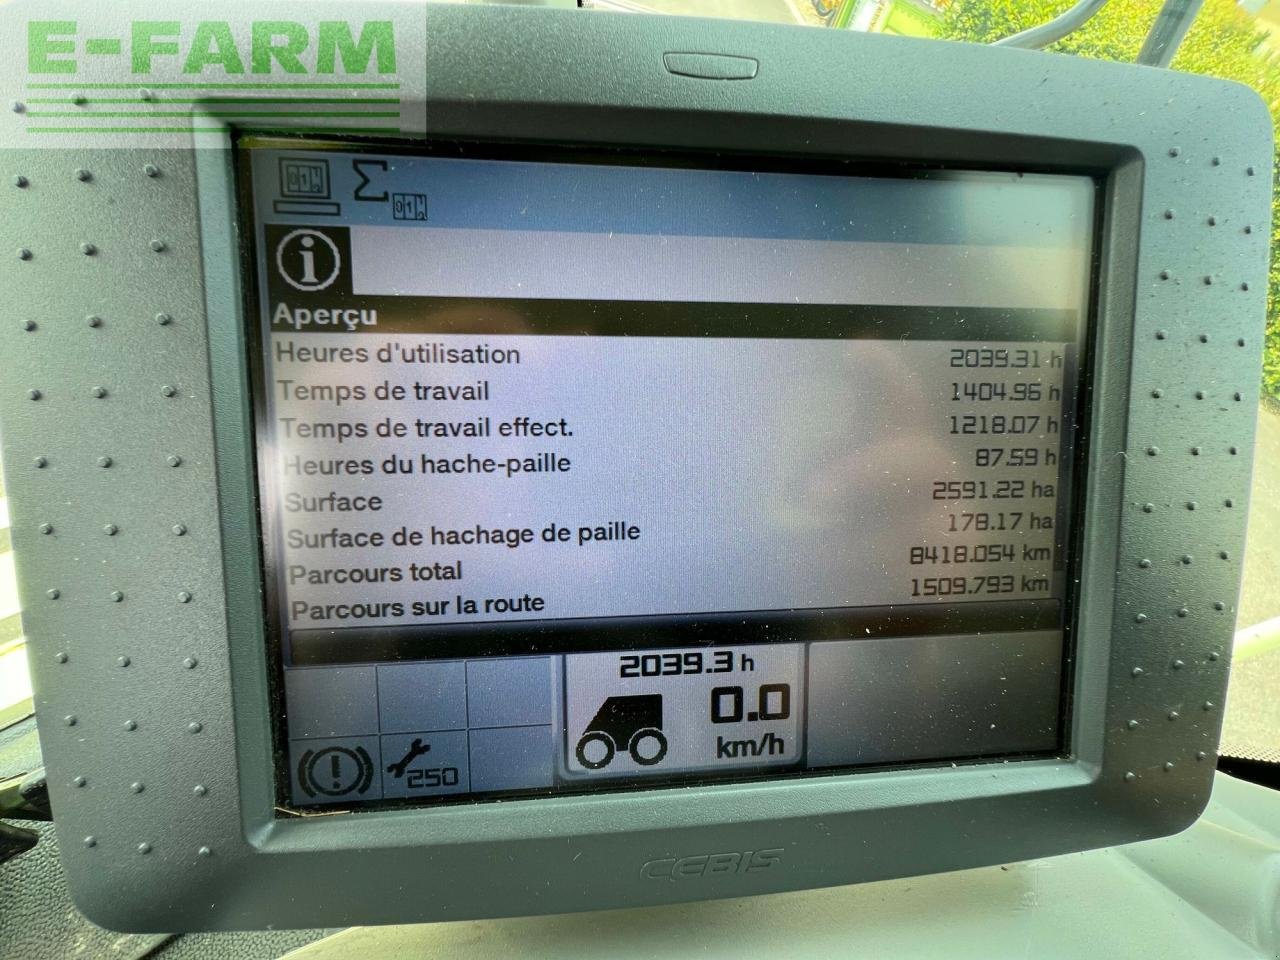 E-FARM
Σ
i
Aperçu
Heures d'utilisation 2039.31 h
Temps de travail 1404.96 h
Temps de travail effect. 1218.07 h
Heures du hache-paille 87.59 h
Surface 2591.22 ha
Surface de hachage de paille 178.17 ha
Parcours total 8418.054 km
Parcours sur la route 1509.793 km
2039.3 h
0.0
km/h
250
CEBIS